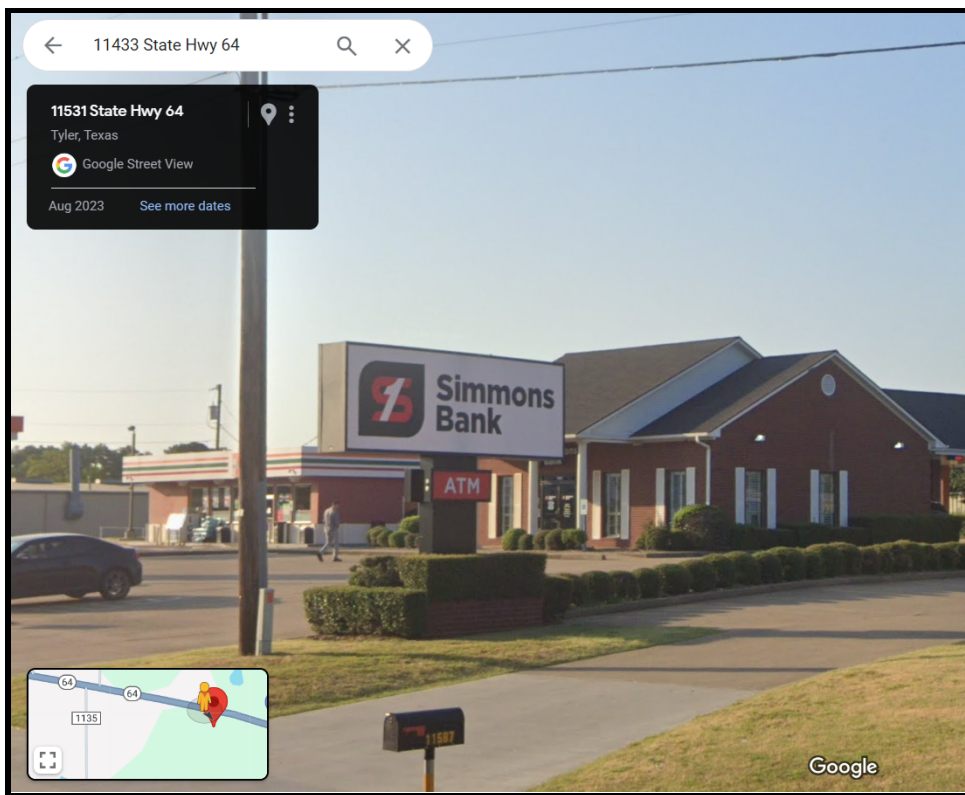 11433 State Hwy 64
11531 State Hwy 64
Tyler, Texas
Google Street View
Aug 2023
See more dates
Simmons
Bank
ATM
64
64
1135
11587
Google